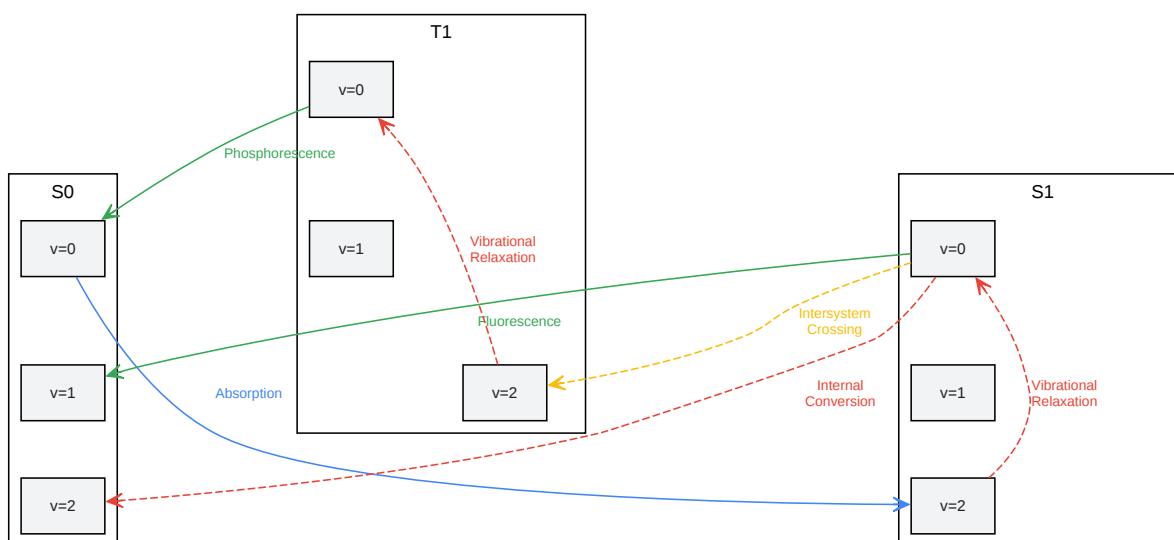 T1
v=0
Phosphorescence
S0
S1
v=0
v=1
v=0
Vibrational
Relaxation
Intersystem
Crossing
Fluorescence
v=1
Absorption
v=2
Internal
Conversion
v=1
Vibrational
Relaxation
v=2
v=2